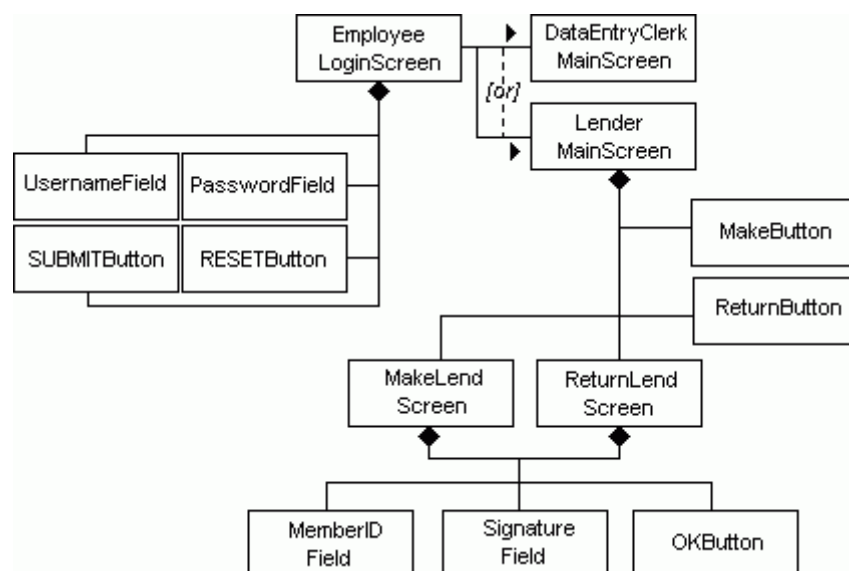 Employee
LoginScreen
DataEntryClerk
MainScreen
[or]
Lender
MainScreen
UsernameField
PasswordField
SUBMITButton
RESETButton
MakeButton
ReturnButton
MakeLend
Screen
ReturnLend
Screen
MemberID
Field
Signature
Field
OKButton